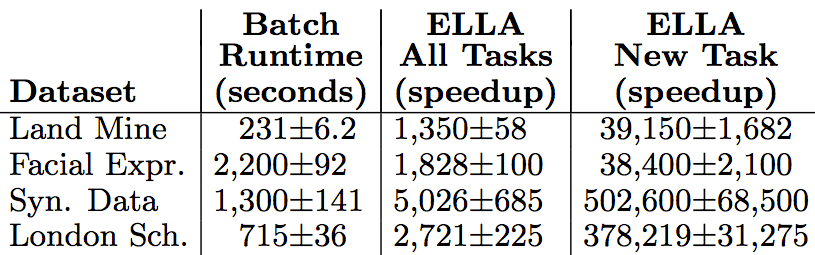 Batch ELLA ELLA
Runtime All Tasks New Task
Dataset (seconds) (speedup) (speedup)
Land Mine 231±6.2 1,350±58 39,150±1,682
Facial Expr. 2,200±92 1,828±100 38,400±2,100
Syn. Data 1,300±141 5,026±685 502,600±68,500
London Sch. 715±36 2,721±225 378,219±31,275